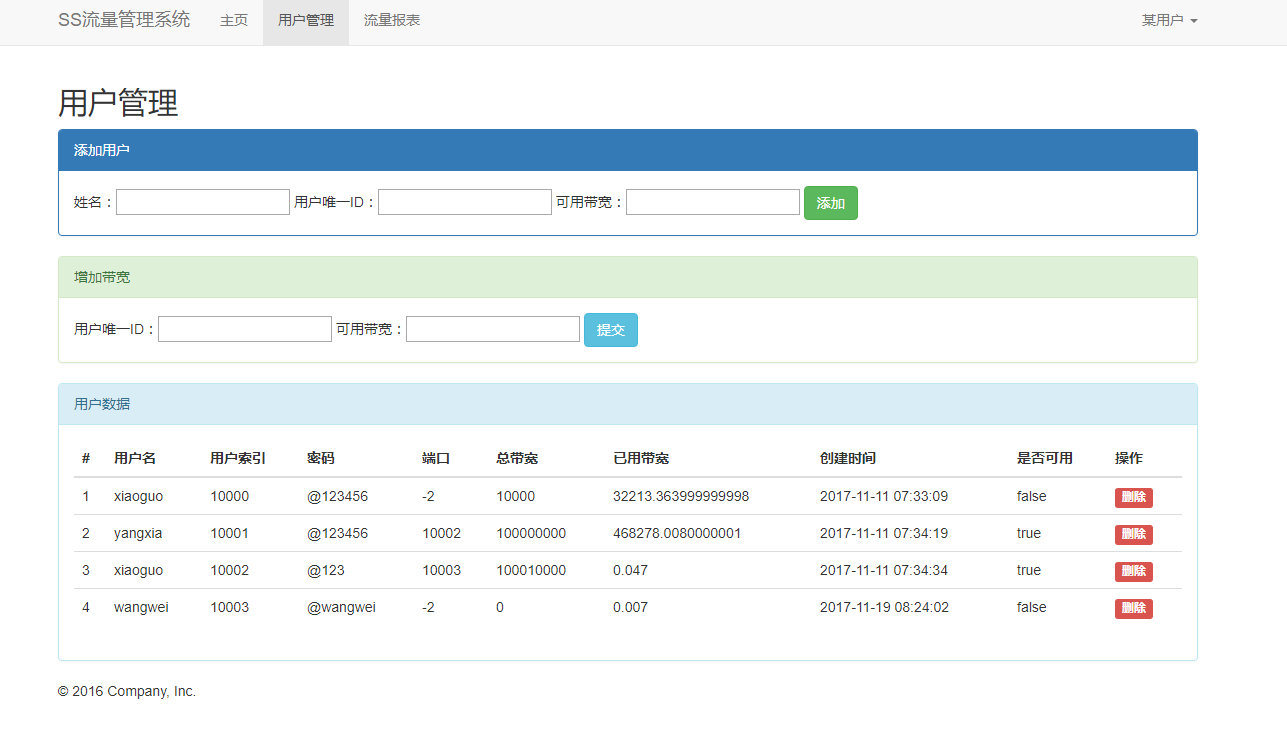 SS流量管理系统 主页 用户管理 流量报表 某用户
用户管理
添加用户
姓名： 用户唯一ID： 可用带宽： 添加
增加带宽
用户唯一ID： 可用带宽： 提交
用户数据
# 用户名 用户索引 密码 端口 总带宽 已用带宽 创建时间 是否可用 操作
1 xiaoguo 10000 @123456 -2 10000 32213.363999999998 2017-11-11 07:33:09 false 删除
2 yangxia 10001 @123456 10002 100000000 468278.0080000001 2017-11-11 07:34:19 true 删除
3 xiaoguo 10002 @123 10003 100010000 0.047 2017-11-11 07:34:34 true 删除
4 wangwei 10003 @wangwei -2 0 0.007 2017-11-19 08:24:02 false 删除
© 2016 Company, Inc.